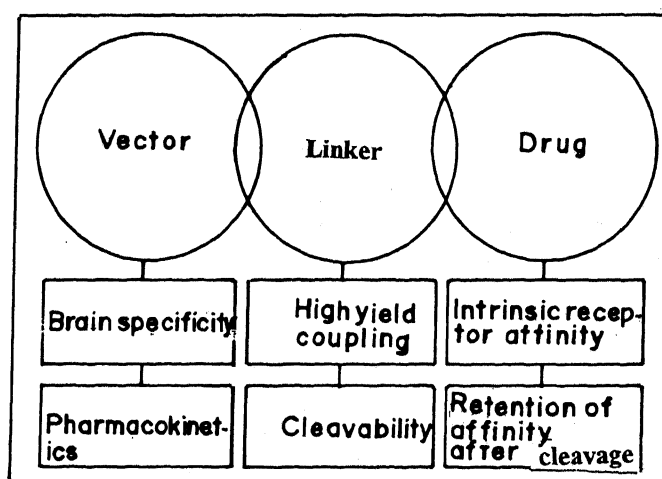 Vector
Linker
Drug
Brain specificity
High yield
coupling
Intrinsic recep-
tor affinity
Pharmacokinet-
ics
Cleavability
Retention of
affinity
after cleavage